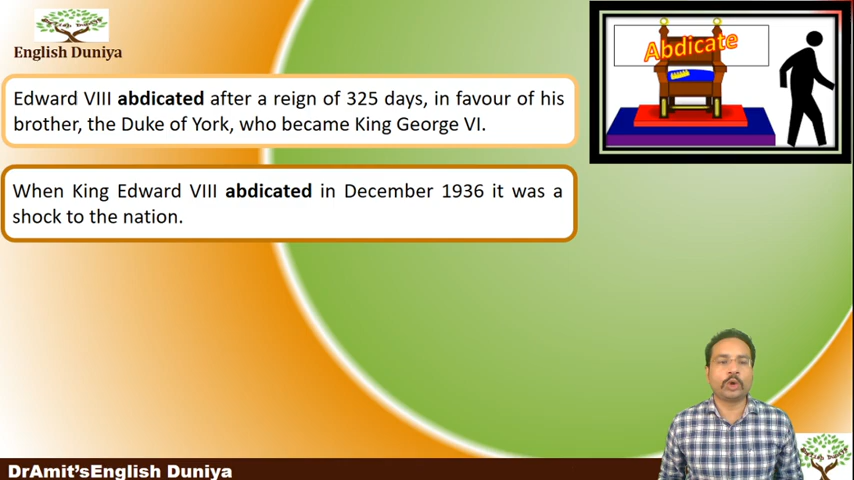 English Duniya
Abdicate
Edward VIII abdicated after a reign of 325 days, in favour of his
brother, the Duke of York, who became King George VI.
When King Edward VIII abdicated in December 1936 it was a
shock to the nation.
DrAmit'sEnglish Duniya